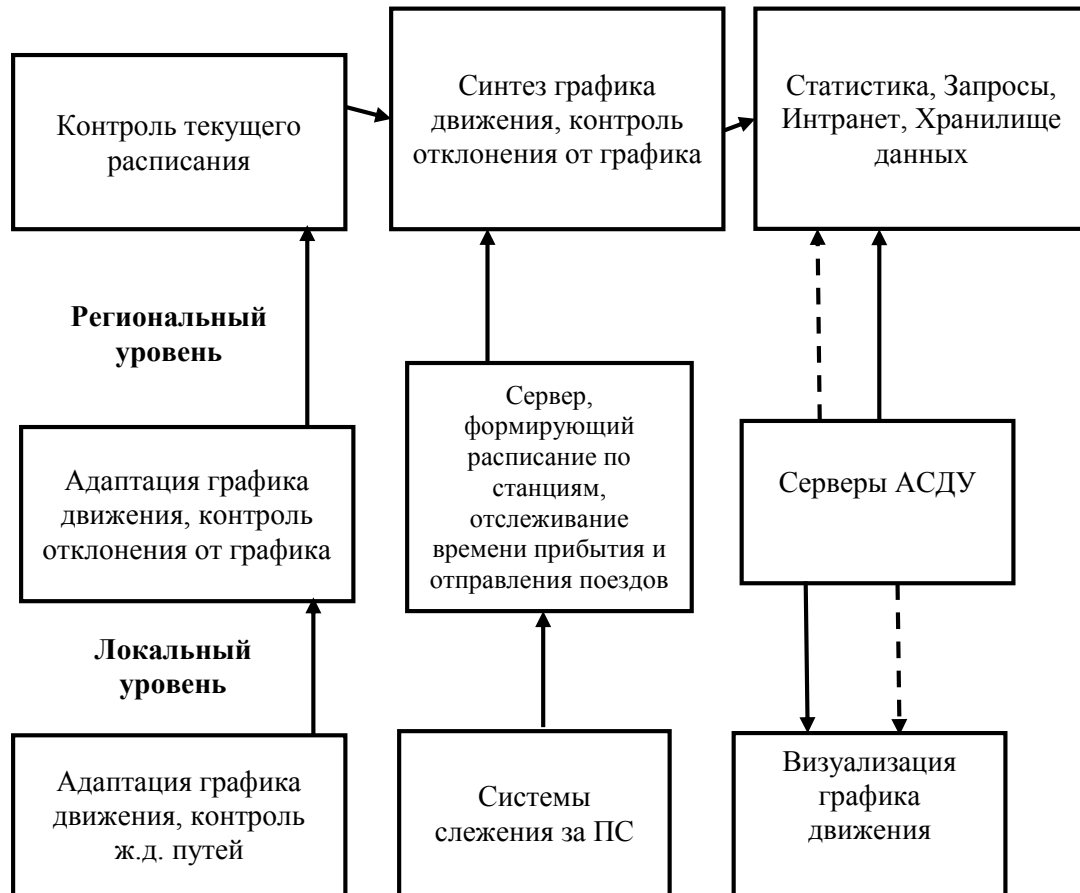 Контроль текущего
расписания
Синтез графика
движения, контроль
отклонения от графика
Статистика, Запросы,
Интранет, Хранилище
данных
Региональный
уровень
Адаптация графика
движения, контроль
отклонения от графика
Сервер,
формирующий
расписание по
станциям,
отслеживание
времени прибытия и
отправления поездов
Серверы АСДУ
Локальный
уровень
Адаптация графика
движения, контроль
ж.д. путей
Системы
слежения за ПС
Визуализация
графика
движения